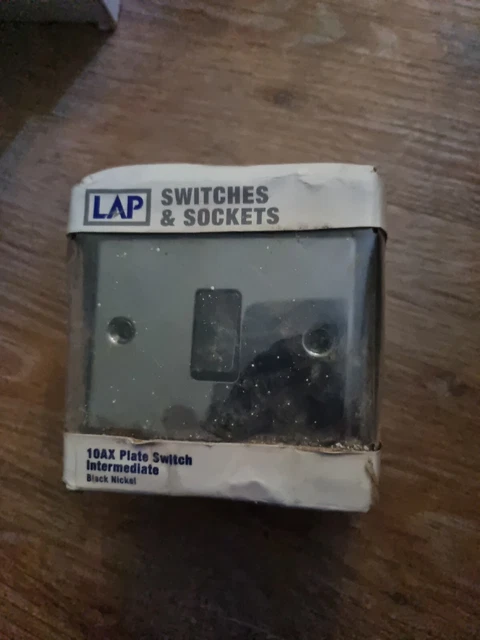 LAP
SWITCHES
& SOCKETS
10AX Plate Switch
Intermediate
Black Nickel